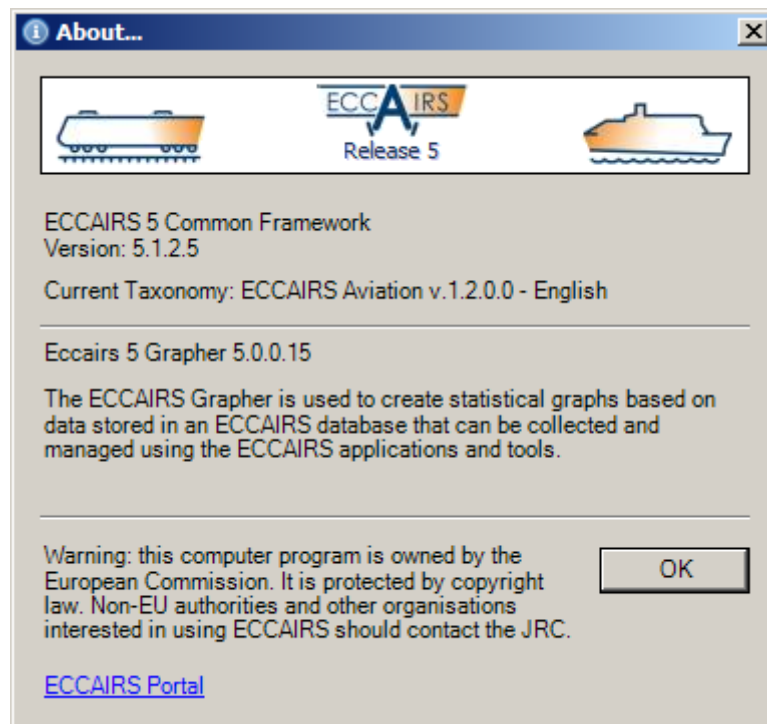 About...
ECCAIRS
Release 5
ECCAIRS 5 Common Framework
Version: 5.1.2.5
Current Taxonomy: ECCAIRS Aviation v.1.2.0.0 - English
Eccairs 5 Grapher 5.0.0.15
The ECCAIRS Grapher is used to create statistical graphs based on
data stored in an ECCAIRS database that can be collected and
managed using the ECCAIRS applications and tools.
Warning: this computer program is owned by the
European Commission. It is protected by copyright
law. Non-EU authorities and other organisations
interested in using ECCAIRS should contact the JRC.
OK
ECCAIRS Portal